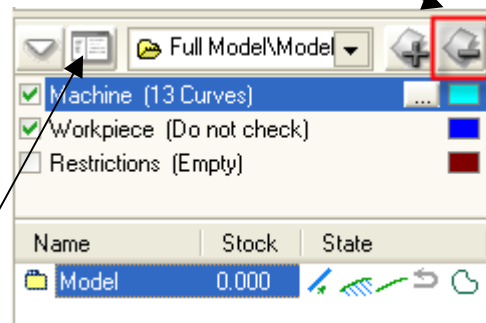 Full Model\Model
Machine (13 Curves) ...
Workpiece (Do not check)
Restrictions (Empty)
Name Stock State
Model 0.000